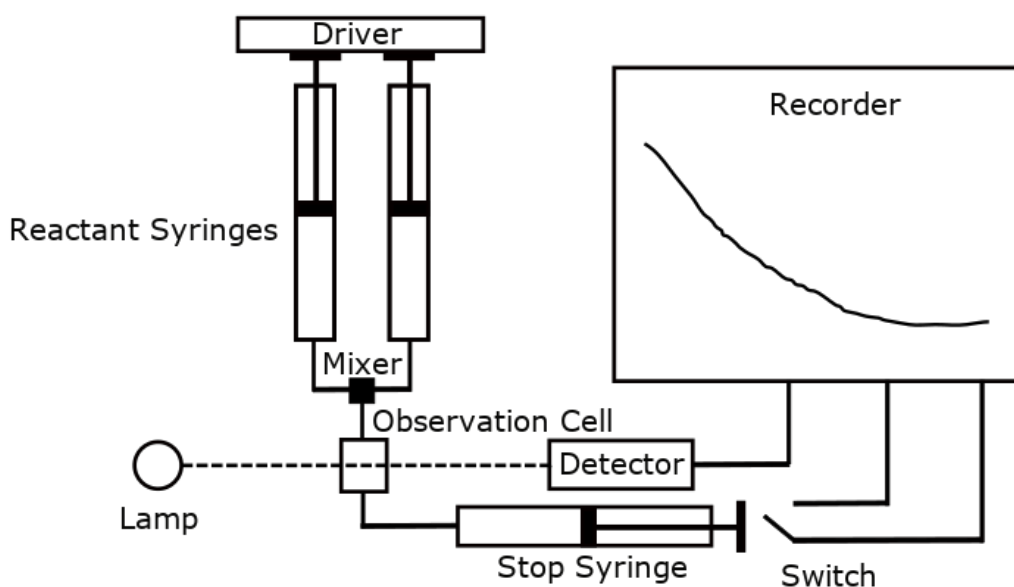 Driver
Recorder
Reactant Syringes
Mixer
Observation Cell
Detector
Lamp
Stop Syringe
Switch